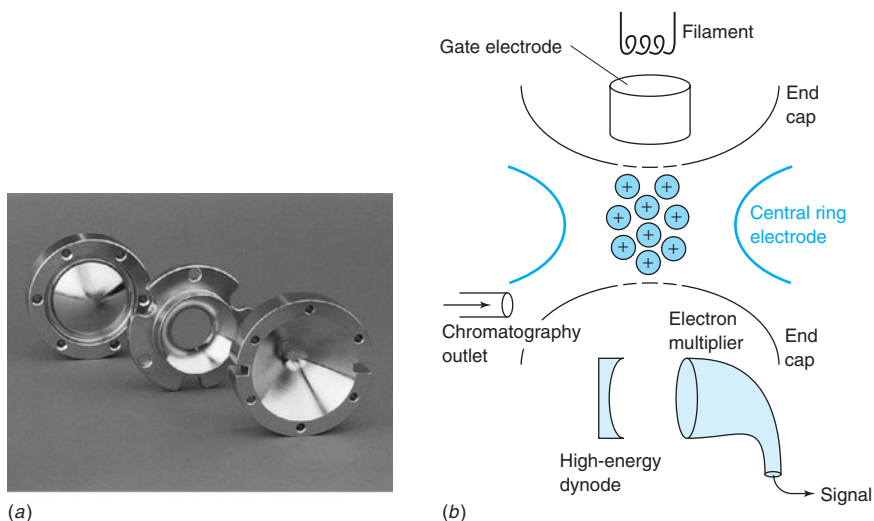 Filament
Gate electrode
End
cap
+ +
+
+ +
+
+ +
+
Central ring
electrode
Chromatography
outlet
Electron
multiplier
End
cap
High-energy
dynode
Signal
(a)
(b)